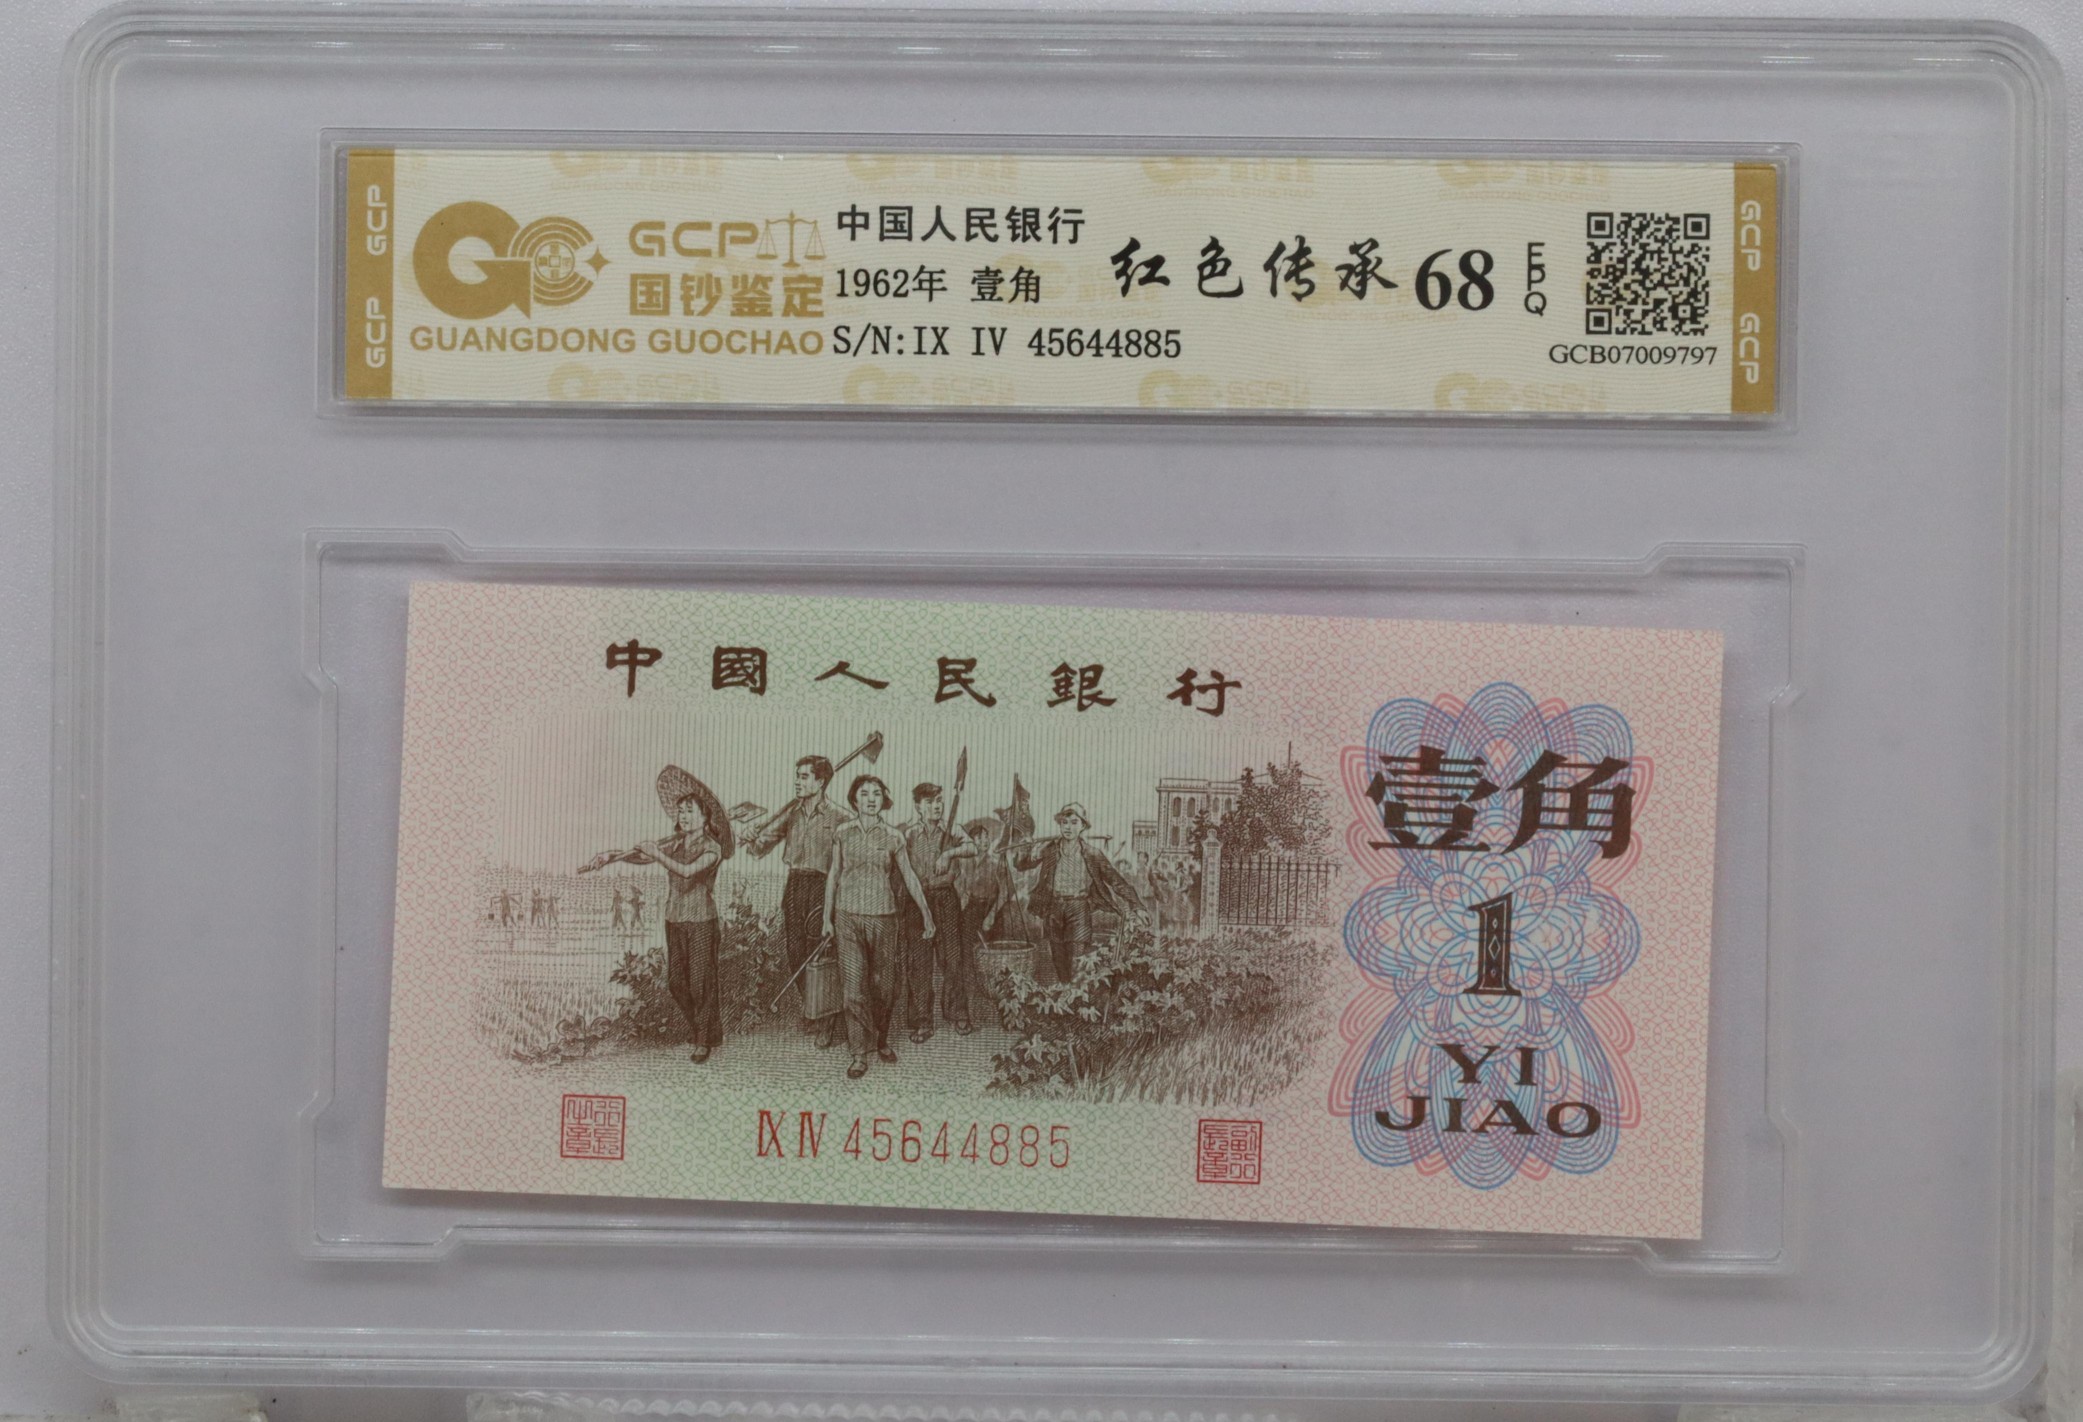 GCP
GCP
GCP
国钞鉴定
GUANGDONG GUOCHAO
中国人民银行
1962年 壹角
S/N:IX IV 45644885
红色传承 68
EPQ
GCB07009797
GCP
GCP
中國人民銀行
壹角
1
YI
JIAO
IX IV 45644885